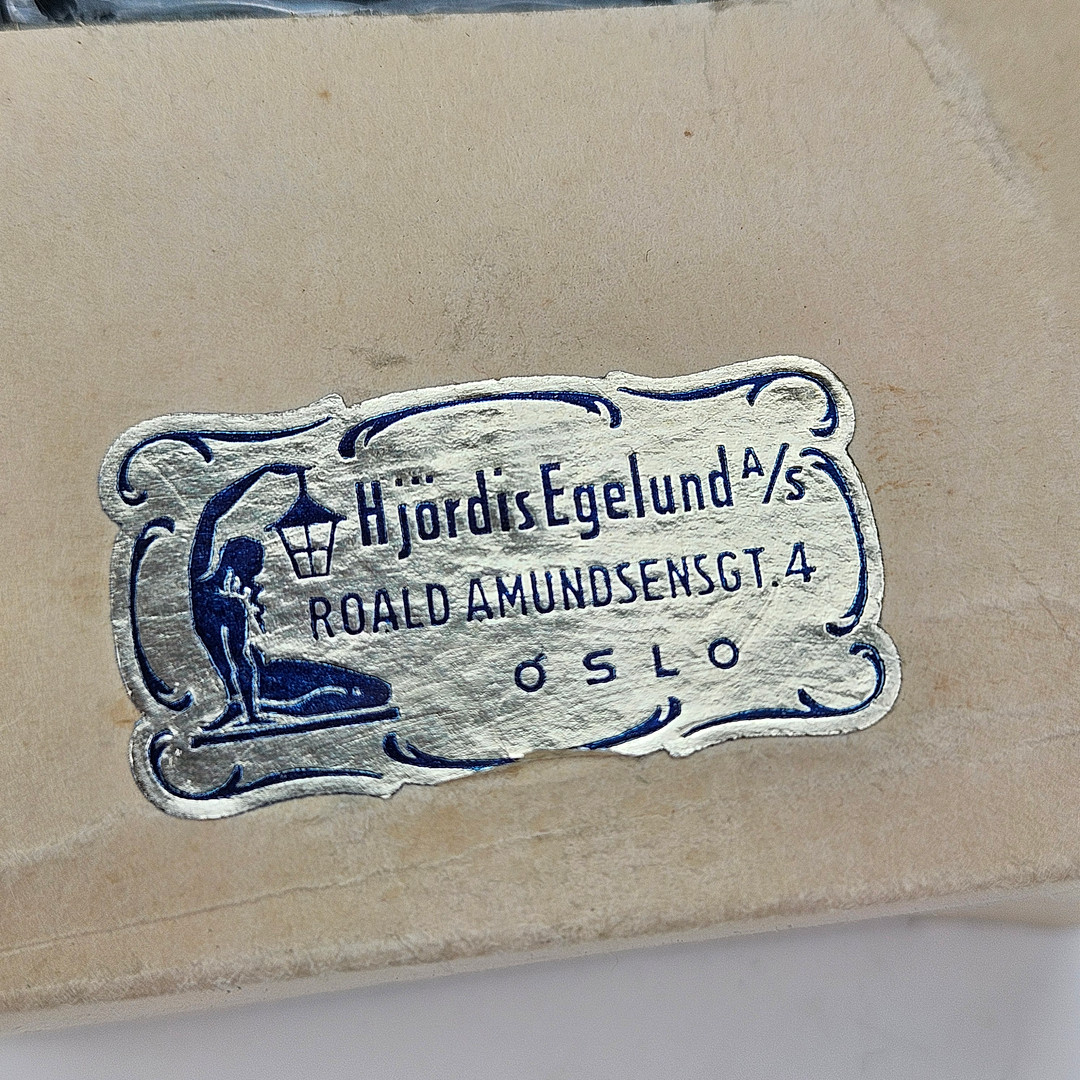 Hjördis Egelund A/S
ROALD AMUNDSENSGT. 4
OSLO